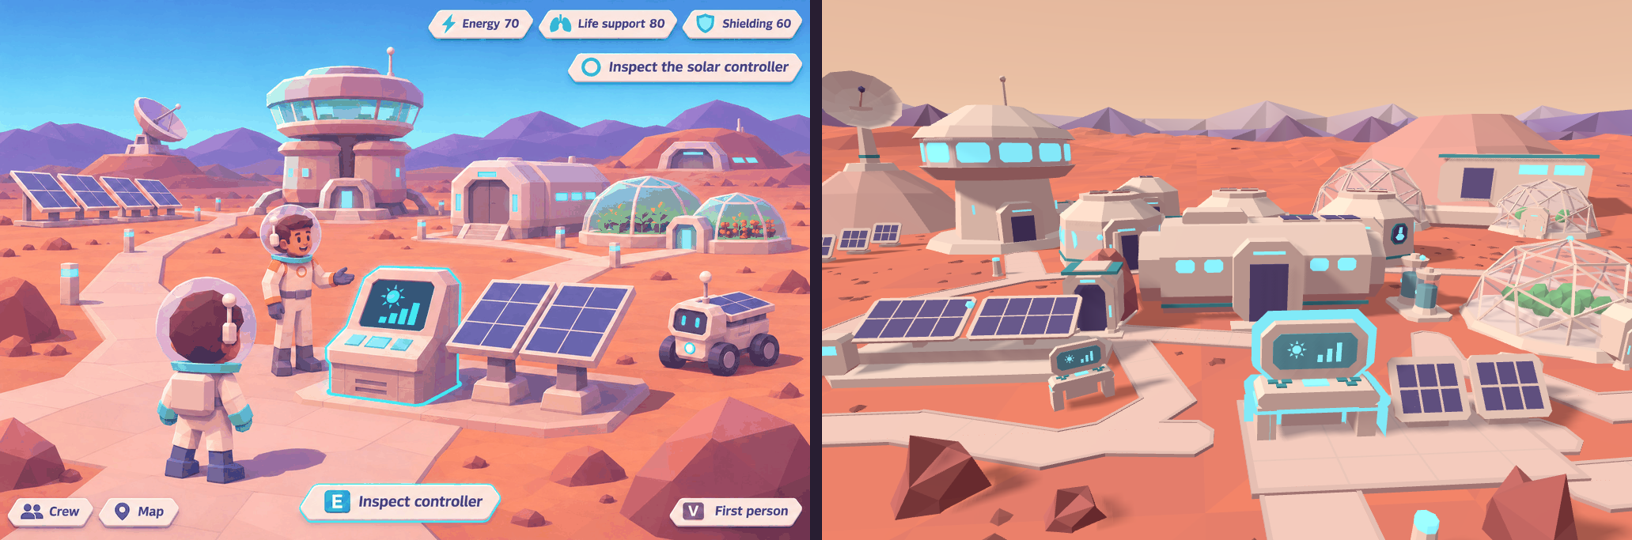 Energy 70
Life support 80
Shielding 60
Inspect the solar controller
Crew
Map
E Inspect controller
V First person